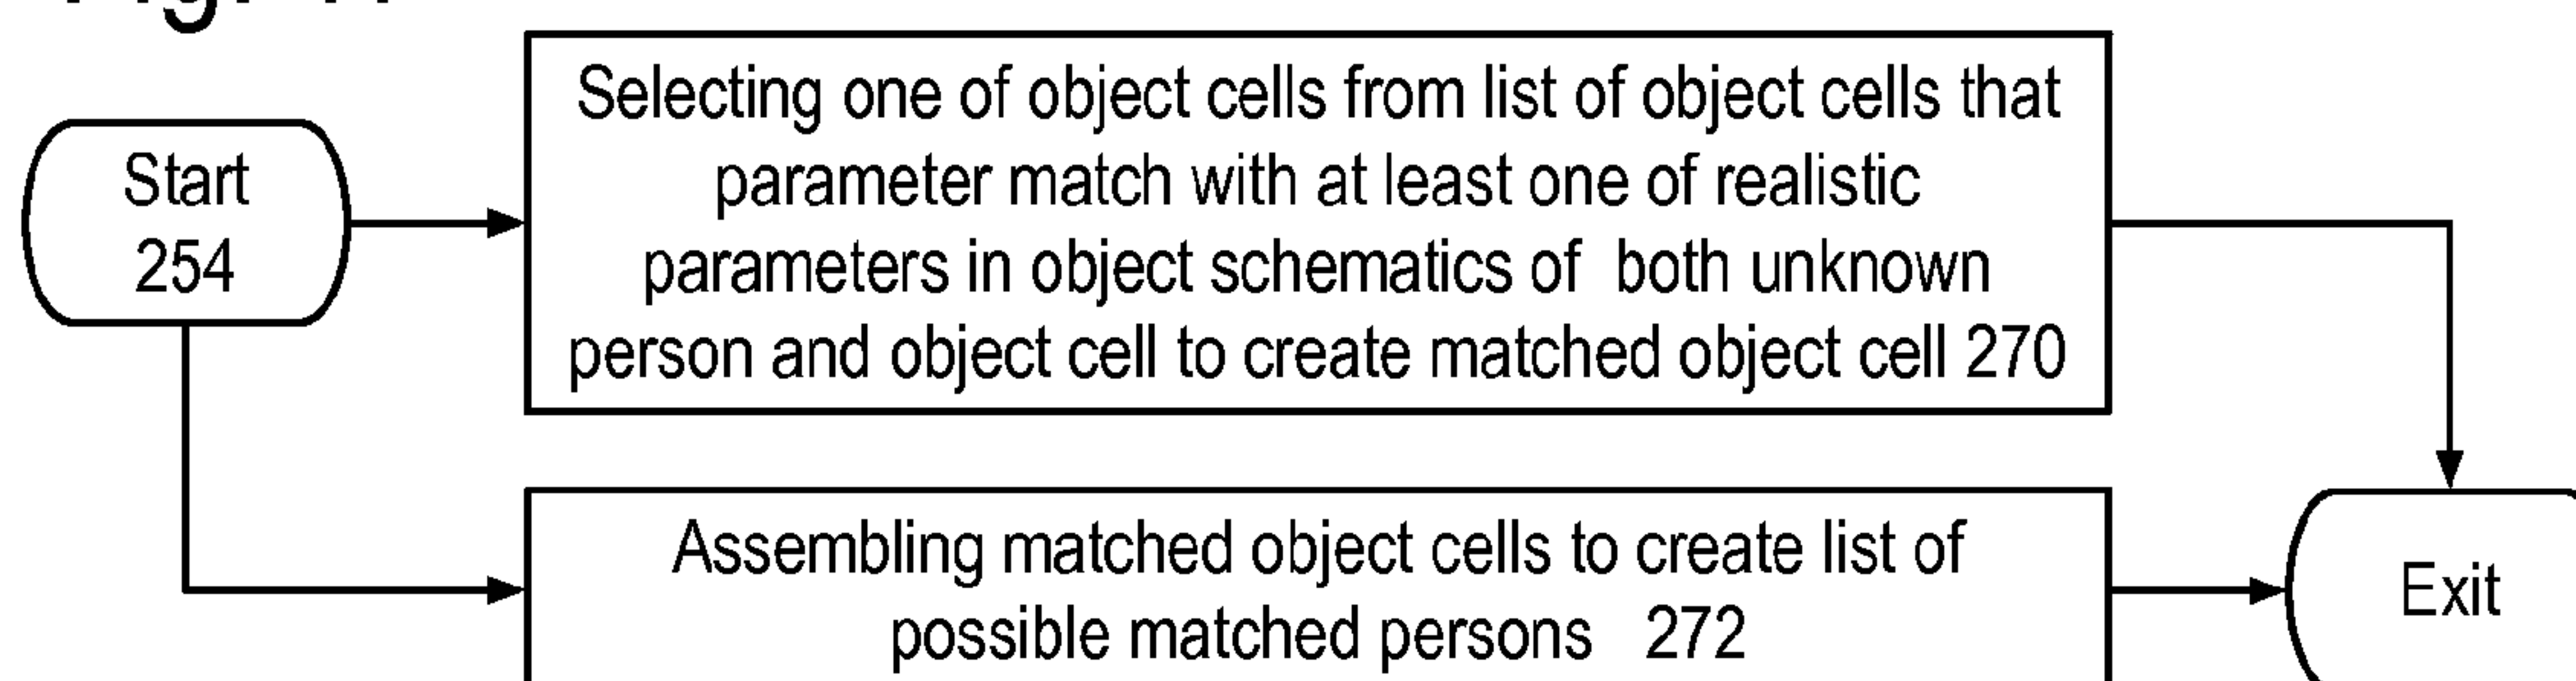 Start
254
Selecting one of object cells from list of object cells that
parameter match with at least one of realistic
parameters in object schematics of both unknown
person and object cell to create matched object cell 270
Assembling matched object cells to create list of
possible matched persons 272
Exit